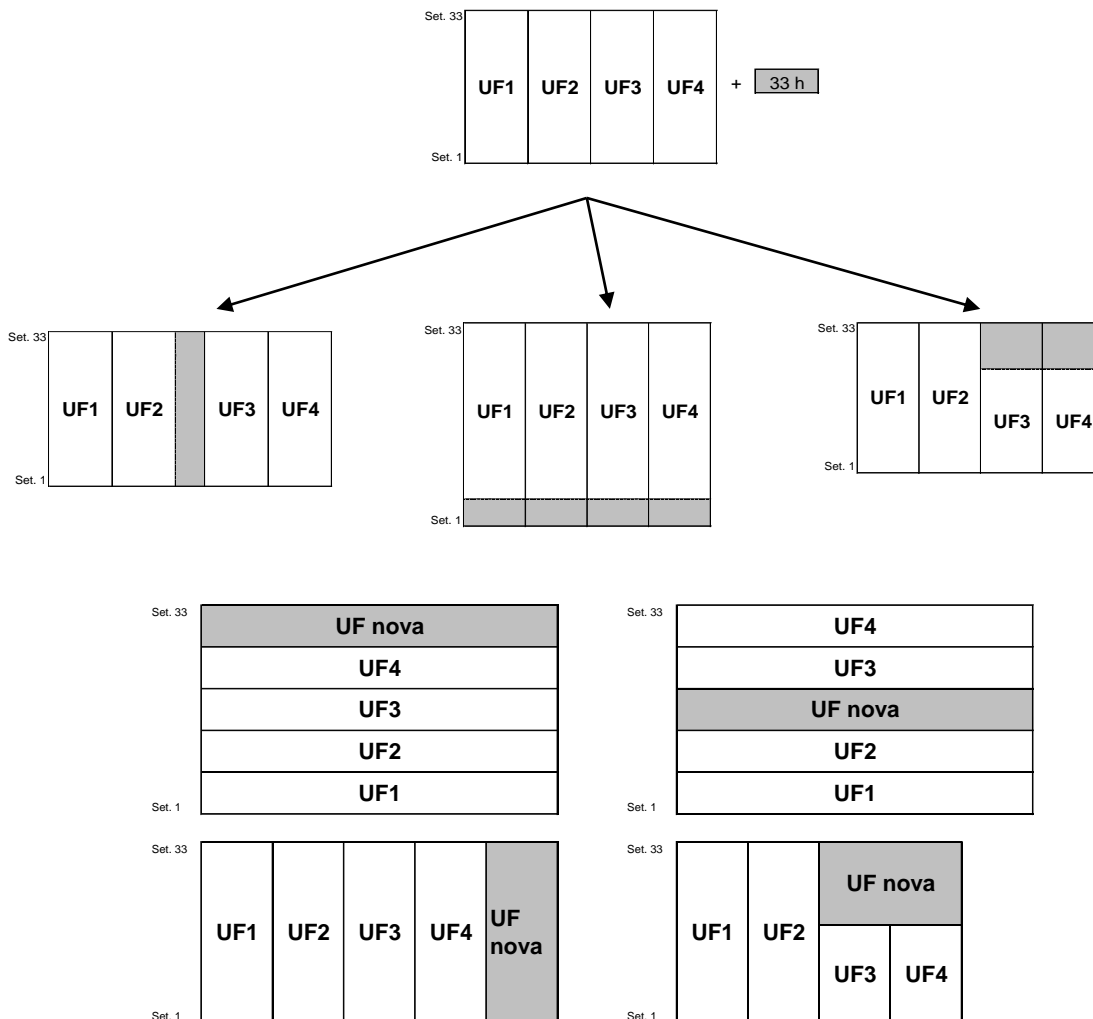 Set. 33
UF1 UF2 UF3 UF4 + 33 h
Set. 1
Set. 33
UF1 UF2 UF3 UF4
Set. 1
Set. 33
UF1 UF2 UF3 UF4
Set. 1
Set. 33
UF1 UF2
UF3 UF4
Set. 1
Set. 33
UF nova
UF4
UF3
UF2
UF1
Set. 1
Set. 33
UF4
UF3
UF nova
UF2
UF1
Set. 1
Set. 33
UF1 UF2 UF3 UF4 UF
nova
Set. 1
Set. 33
UF nova
UF1 UF2
UF3 UF4
Set. 1